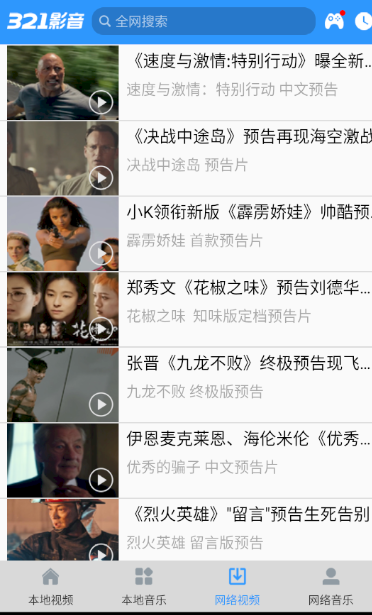 321影音
全网搜索
《速度与激情:特别行动》曝全新...
速度与激情：特别行动 中文预告
《决战中途岛》预告再现海空激战
决战中途岛 预告片
小K领衔新版《霹雳娇娃》帅酷预...
霹雳娇娃 首款预告片
郑秀文《花椒之味》预告刘德华...
花椒之味 知味版定档预告片
张晋《九龙不败》终极预告现飞...
九龙不败 终极版预告
伊恩麦克莱恩、海伦米伦《优秀...
优秀的骗子 中文预告片
《烈火英雄》"留言"预告生死告别
烈火英雄 留言版预告
本地视频
本地音乐
网络视频
网络音乐